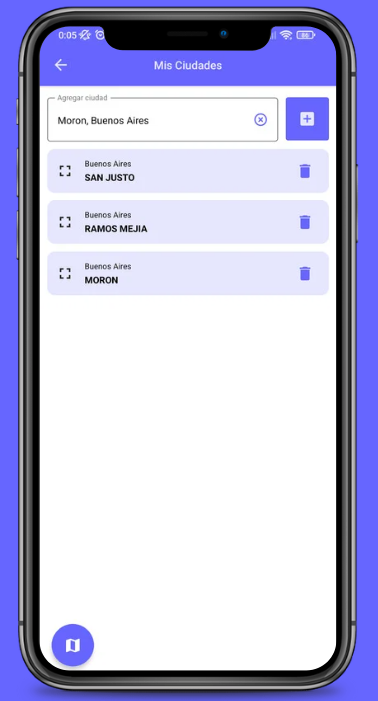 0:05
Mis Ciudades
Agregar ciudad
Moron, Buenos Aires
Buenos Aires
SAN JUSTO
Buenos Aires
RAMOS MEJIA
Buenos Aires
MORON